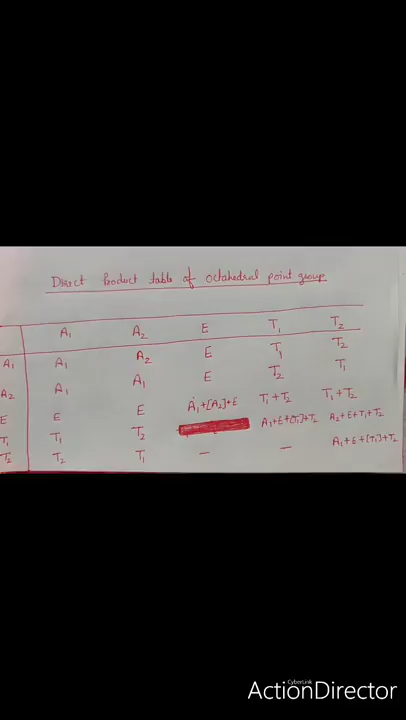 Direct Product table of octahedral point group
A₁ A₂ E T₁ T₂
A₁ A₁ A₂ E T₁ T₂
A₂ A₁ A₁ E T₂ T₁
E E E A₁+[A₂]+E T₁+T₂ T₁+T₂
T₁ T₁ T₂ A₁+E+[T₁]+T₂ A₂+E+T₁+T₂
T₂ T₂ T₁ — — A₁+E+[T₁]+T₂
CyberLink
ActionDirector